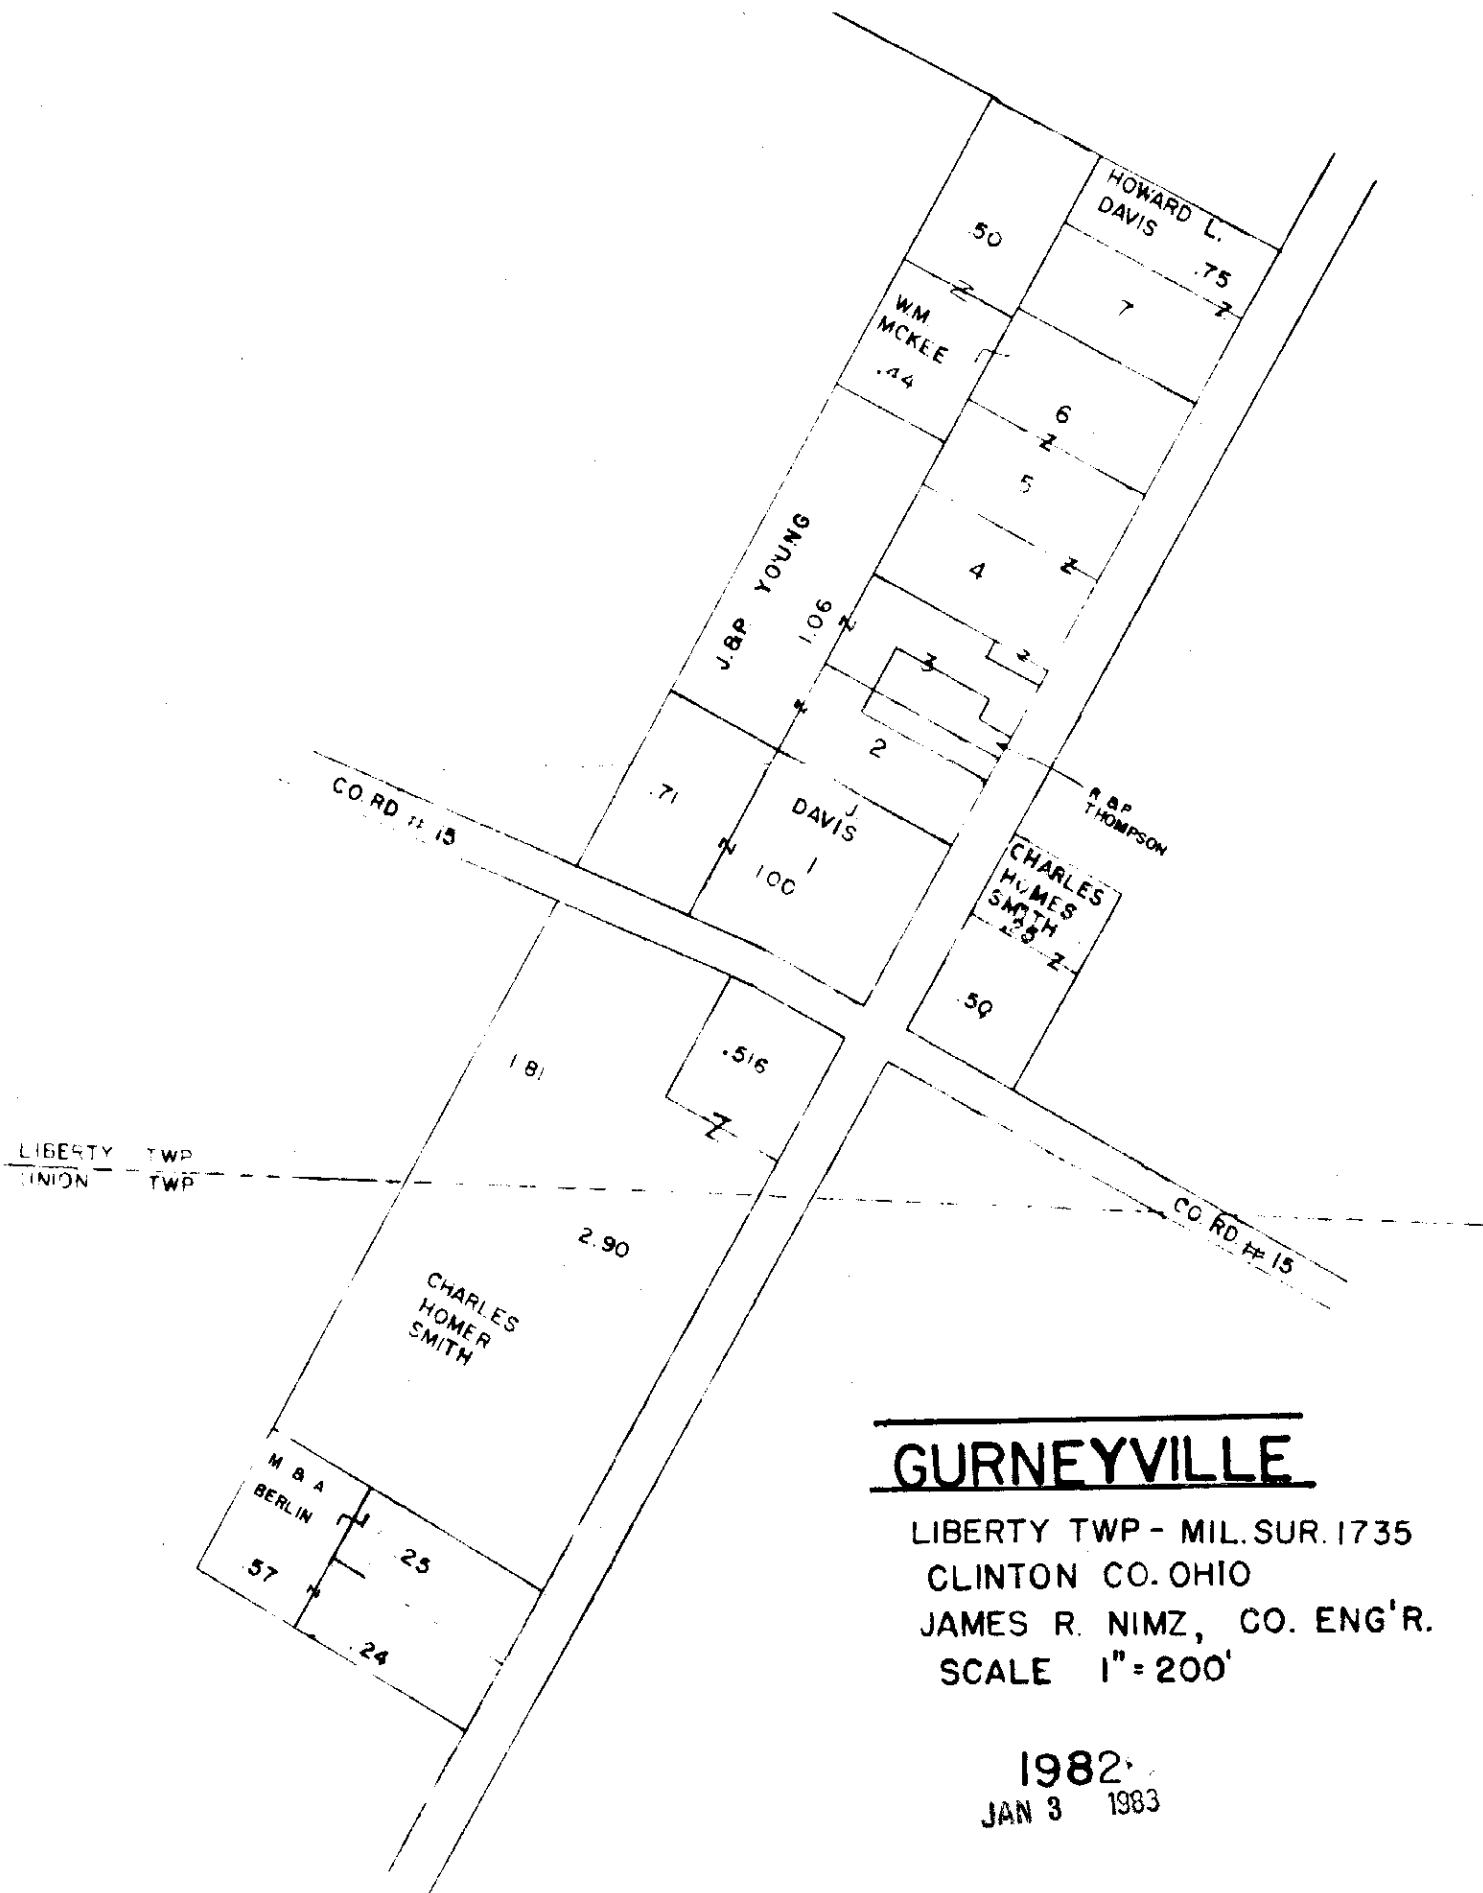 HOWARD L.
DAVIS
.75
.50
7
W.M.
MCKEE
.44
6
5
4
J.&P. YOUNG
1.06
3
2
R &P
THOMPSON
.71
J.
DAVIS
1
1.00
CO. RD # 15
CHARLES
HOMES
SMITH
.25
.50
.516
1.81
LIBERTY TWP
UNION TWP
CO. RD # 15
2.90
CHARLES
HOMER
SMITH
M & A
BERLIN
.57
.25
.24
GURNEYVILLE
LIBERTY TWP - MIL. SUR. 1735
CLINTON CO. OHIO
JAMES R. NIMZ, CO. ENG'R.
SCALE 1" = 200'
1982
JAN 3 1983